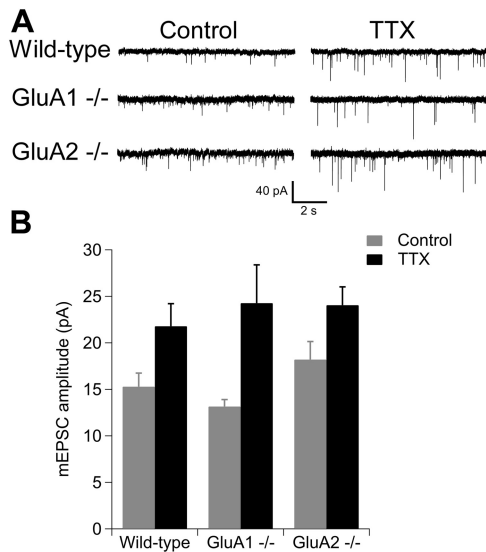 A
Control TTX
Wild-type
GluA1 -/-
GluA2 -/-
40 pA
2 s
B
30
25
20
15
10
5
0
mEPSC amplitude (pA)
Control
TTX
Wild-type GluA1 -/- GluA2 -/-